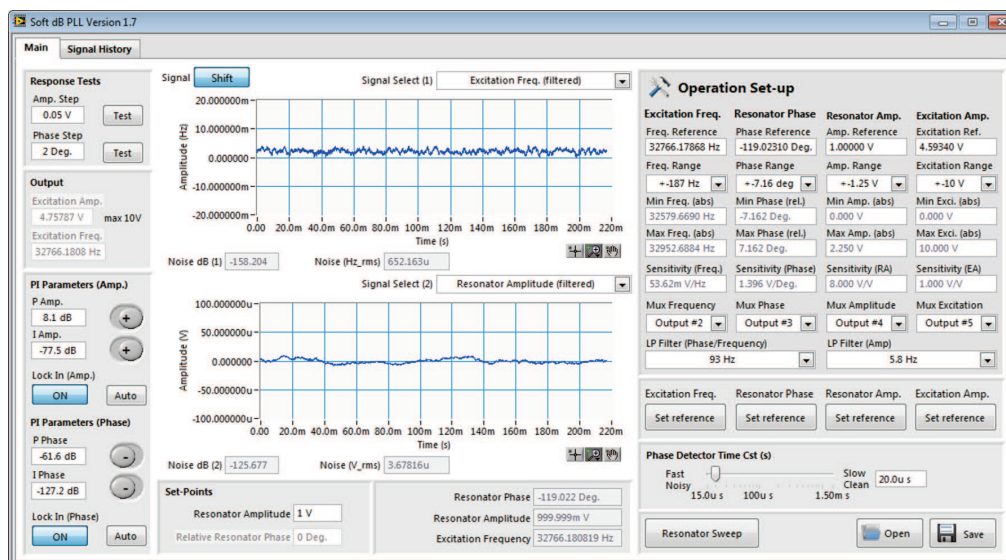 Soft dB PLL Version 1.7
Main Signal History
Response Tests
Amp. Step
0.05 V Test
Phase Step
2 Deg. Test
Output
Excitation Amp.
4.75787 V max 10V
Excitation Freq.
32766.1808 Hz
PI Parameters (Amp.)
P Amp.
8.1 dB +
I Amp.
-77.5 dB +
Lock In (Amp.)
ON Auto
PI Parameters (Phase)
P Phase
-61.6 dB -
I Phase
-127.2 dB -
Lock In (Phase)
ON Auto
Signal Shift Signal Select (1) Excitation Freq. (filtered)
Amplitude (Hz)
20.000000m
10.000000m
0.000000
-10.000000m
-20.000000m
0.00 20.0m 40.0m 60.0m 80.0m 100m 120m 140m 160m 180m 200m 220m
Time (s)
Noise dB (1) -158.204 Noise (Hz_rms) 652.163u
Signal Select (2) Resonator Amplitude (filtered)
Amplitude (V)
100.000000u
50.000000u
0.000000
-50.000000u
-100.000000u
0.00 20.0m 40.0m 60.0m 80.0m 100m 120m 140m 160m 180m 200m 220m
Time (s)
Noise dB (2) -125.677 Noise (V_rms) 3.67816u
Set-Points
Resonator Amplitude 1 V
Relative Resonator Phase 0 Deg.
Resonator Phase -119.022 Deg.
Resonator Amplitude 999.999m V
Excitation Frequency 32766.180819 Hz
Operation Set-up
Excitation Freq. Resonator Phase Resonator Amp. Excitation Amp.
Freq. Reference Phase Reference Amp. Reference Excitation Ref.
32766.17868 Hz -119.02310 Deg. 1.00000 V 4.59340 V
Freq. Range Phase Range Amp. Range Excitation Range
+-187 Hz +-7.16 deg +-1.25 V +-10 V
Min Freq. (abs) Min Phase (rel.) Min Amp. (abs) Min Exci. (abs)
32579.6690 Hz -7.162 Deg. 0.000 V 0.000 V
Max Freq. (abs) Max Phase (rel.) Max Amp. (abs) Max Exci. (abs)
32952.6884 Hz 7.162 Deg. 2.250 V 10.000 V
Sensitivity (Freq.) Sensitivity (Phase) Sensitivity (RA) Sensitivity (EA)
53.62m V/Hz 1.396 V/Deg. 8.000 V/V 1.000 V/V
Mux Frequency Mux Phase Mux Amplitude Mux Excitation
Output #2 Output #3 Output #4 Output #5
LP Filter (Phase/Frequency) LP Filter (Amp)
93 Hz 5.8 Hz
Excitation Freq. Resonator Phase Resonator Amp. Excitation Amp.
Set reference Set reference Set reference Set reference
Phase Detector Time Cst (s)
Fast Slow
Noisy Clean 20.0u s
15.0u s 100u s 1.50m s
Resonator Sweep Open Save